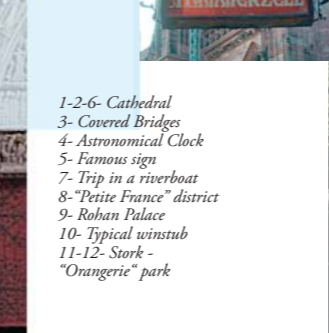 1-2-6- Cathedral
3- Covered Bridges
4- Astronomical Clock
5- Famous sign
7- Trip in a riverboat
8-“Petite France” district
9- Rohan Palace
10- Typical winstub
11-12- Stork -
“Orangerie“ park